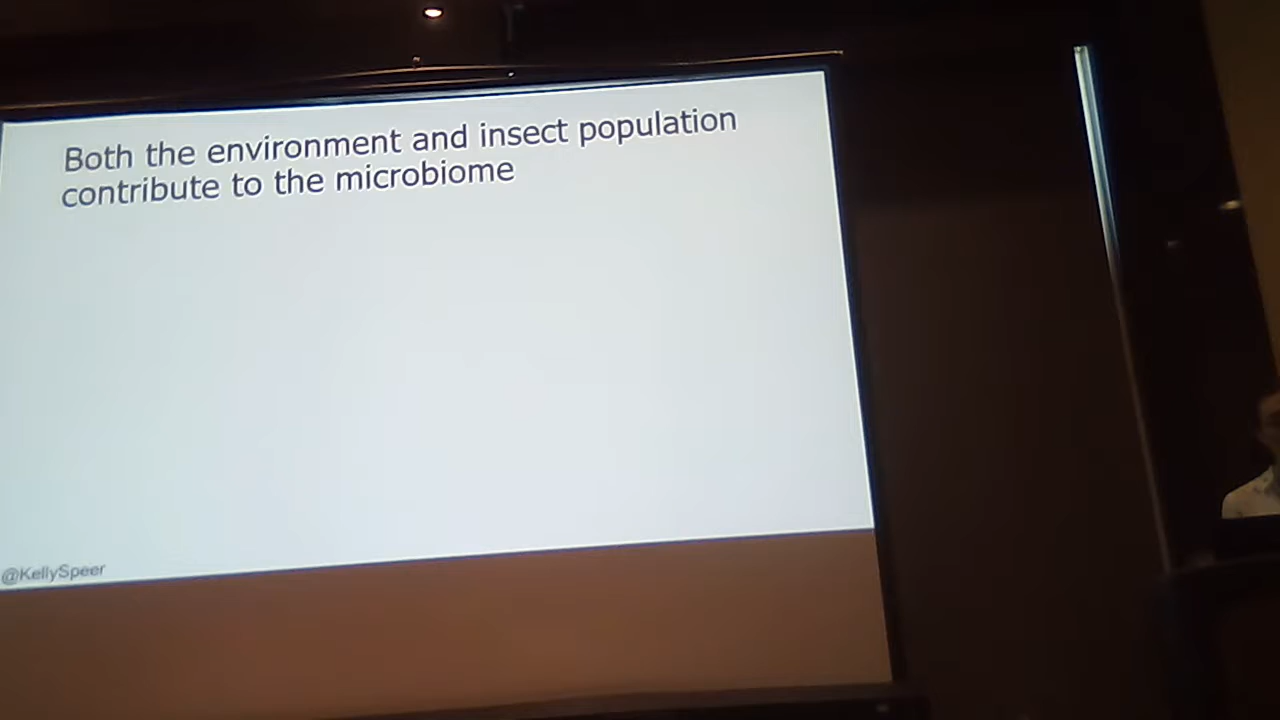 Both the environment and insect population
contribute to the microbiome
@KellySpeer